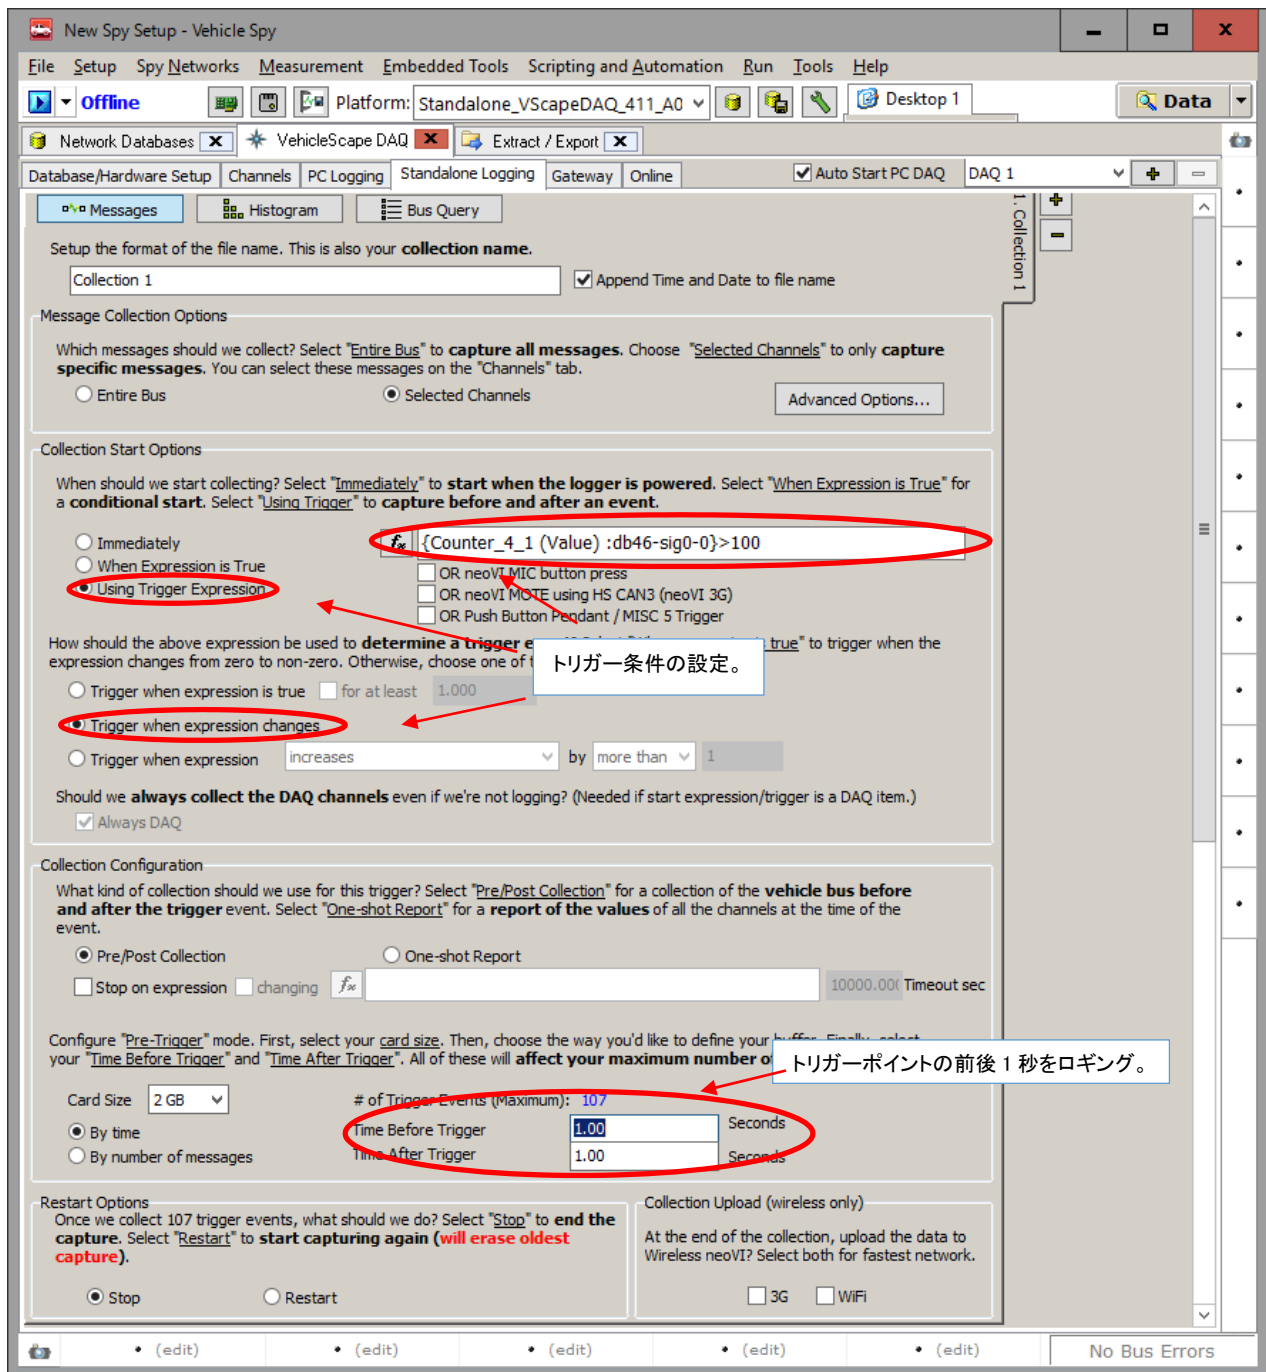 New Spy Setup - Vehicle Spy
File Setup Spy Networks Measurement Embedded Tools Scripting and Automation Run Tools Help
Offline Platform: Standalone_VScapeDAQ_411_A0 Desktop 1 Data
Network Databases VehicleScape DAQ Extract / Export
Database/Hardware Setup Channels PC Logging Standalone Logging Gateway Online Auto Start PC DAQ DAQ 1
Messages Histogram Bus Query
1. Collection 1
Setup the format of the file name. This is also your collection name.
Collection 1 Append Time and Date to file name
Message Collection Options
Which messages should we collect? Select "Entire Bus" to capture all messages. Choose "Selected Channels" to only capture
specific messages. You can select these messages on the "Channels" tab.
Entire Bus Selected Channels Advanced Options...
Collection Start Options
When should we start collecting? Select "Immediately" to start when the logger is powered. Select "When Expression is True" for
a conditional start. Select "Using Trigger" to capture before and after an event.
Immediately fx {Counter_4_1 (Value) :db46-sig0-0}>100
When Expression is True OR neoVI MIC button press
Using Trigger Expression OR neoVI MOTE using HS CAN3 (neoVI 3G)
OR Push Button Pendant / MISC 5 Trigger
How should the above expression be used to determine a trigger true" to trigger when the
expression changes from zero to non-zero. Otherwise, choose one of
トリガー条件の設定。
Trigger when expression is true for at least 1.000
Trigger when expression changes
Trigger when expression increases by more than 1
Should we always collect the DAQ channels even if we're not logging? (Needed if start expression/trigger is a DAQ item.)
Always DAQ
Collection Configuration
What kind of collection should we use for this trigger? Select "Pre/Post Collection" for a collection of the vehicle bus before
and after the trigger event. Select "One-shot Report" for a report of the values of all the channels at the time of the
event.
Pre/Post Collection One-shot Report
Stop on expression changing fx 10000.00 Timeout sec
Configure "Pre-Trigger" mode. First, select your card size. Then, choose the way you'd like to define your buffer. Finally, select
your "Time Before Trigger" and "Time After Trigger". All of these will affect your maximum number
トリガーポイントの前後 1 秒をロギング。
Card Size 2 GB # of Trigger Events (Maximum): 107
By time Time Before Trigger 1.00 Seconds
By number of messages Time After Trigger 1.00 Seconds
Restart Options
Once we collect 107 trigger events, what should we do? Select "Stop" to end the
capture. Select "Restart" to start capturing again (will erase oldest
capture).
Stop Restart
Collection Upload (wireless only)
At the end of the collection, upload the data to
Wireless neoVI? Select both for fastest network.
3G WiFi
(edit) (edit) (edit) (edit) (edit) No Bus Errors